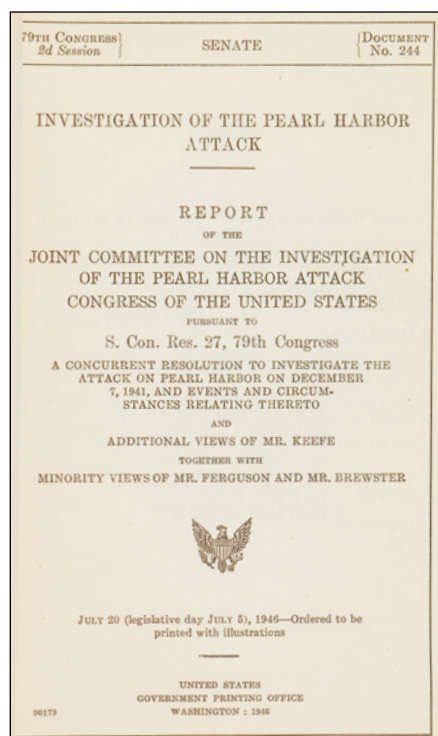 79TH CONGRESS
2d Session
SENATE
DOCUMENT
No. 244
INVESTIGATION OF THE PEARL HARBOR
ATTACK
REPORT
OF THE
JOINT COMMITTEE ON THE INVESTIGATION
OF THE PEARL HARBOR ATTACK
CONGRESS OF THE UNITED STATES
PURSUANT TO
S. Con. Res. 27, 79th Congress
A CONCURRENT RESOLUTION TO INVESTIGATE THE
ATTACK ON PEARL HARBOR ON DECEMBER
7, 1941, AND EVENTS AND CIRCUM-
STANCES RELATING THERETO
AND
ADDITIONAL VIEWS OF MR. KEEFE
TOGETHER WITH
MINORITY VIEWS OF MR. FERGUSON AND MR. BREWSTER
JULY 20 (legislative day JULY 5), 1946—Ordered to be
printed with illustrations
UNITED STATES
GOVERNMENT PRINTING OFFICE
90179 WASHINGTON : 1946